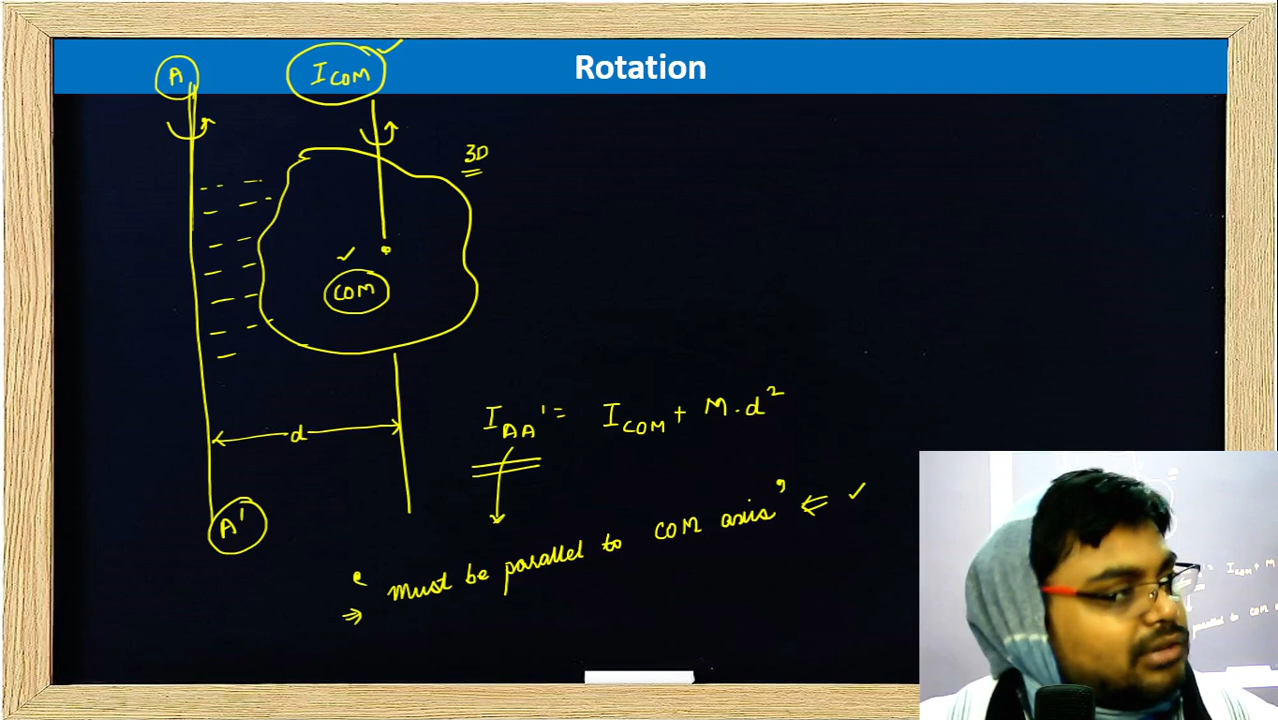 Rotation
A
I_COM
3D
COM
d
I_AA' = I_COM + M.d²
A'
' Must be parallel to COM axis' ⇐ ✓
⇒